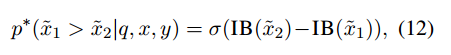 p*(x̃₁ > x̃₂|q, x, y) = σ(IB(x̃₂)−IB(x̃₁)), (12)